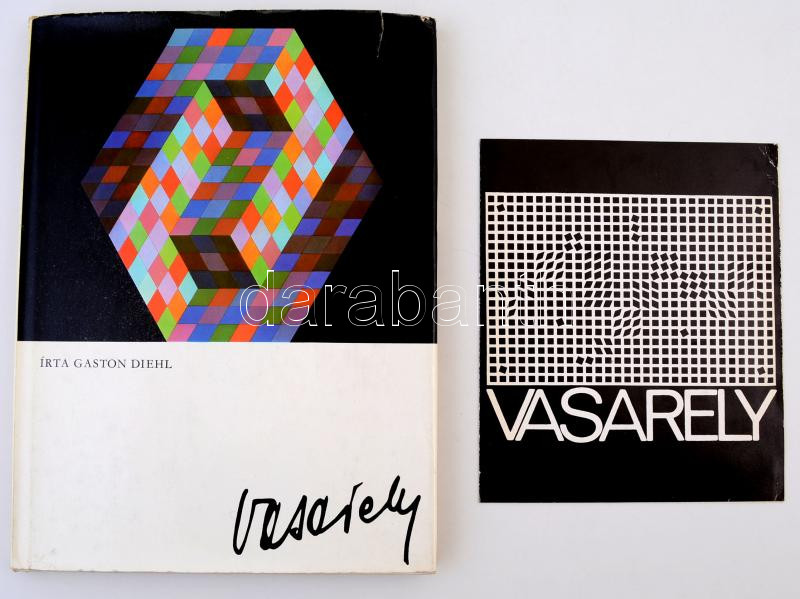 ÍRTA GASTON DIEHL
vasarely
VASARELY
darabanth